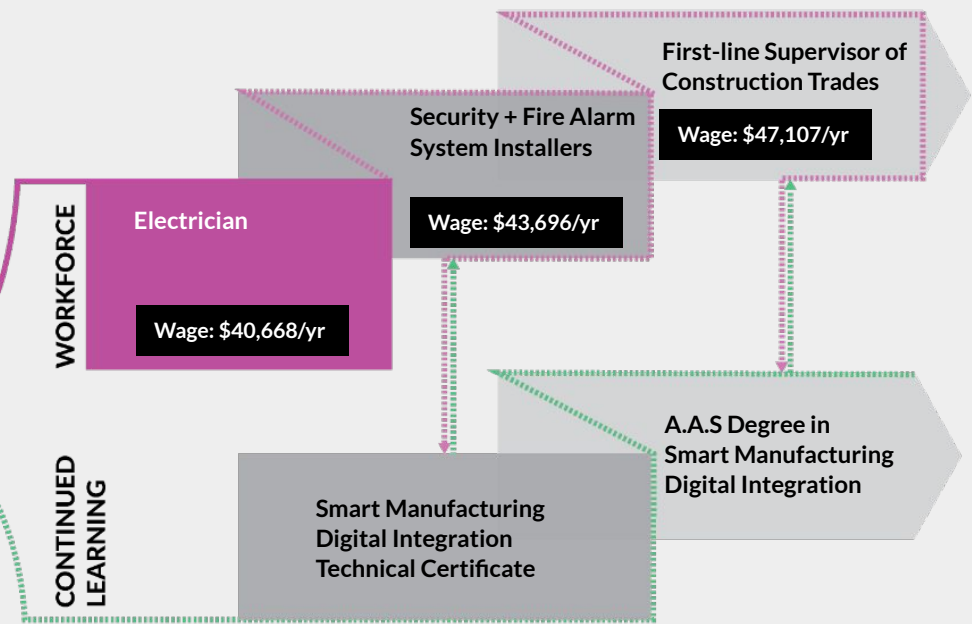 First-line Supervisor of
Construction Trades
Wage: $47,107/yr
Security + Fire Alarm
System Installers
Wage: $43,696/yr
WORKFORCE
Electrician
Wage: $40,668/yr
CONTINUED
LEARNING
Smart Manufacturing
Digital Integration
Technical Certificate
A.A.S Degree in
Smart Manufacturing
Digital Integration